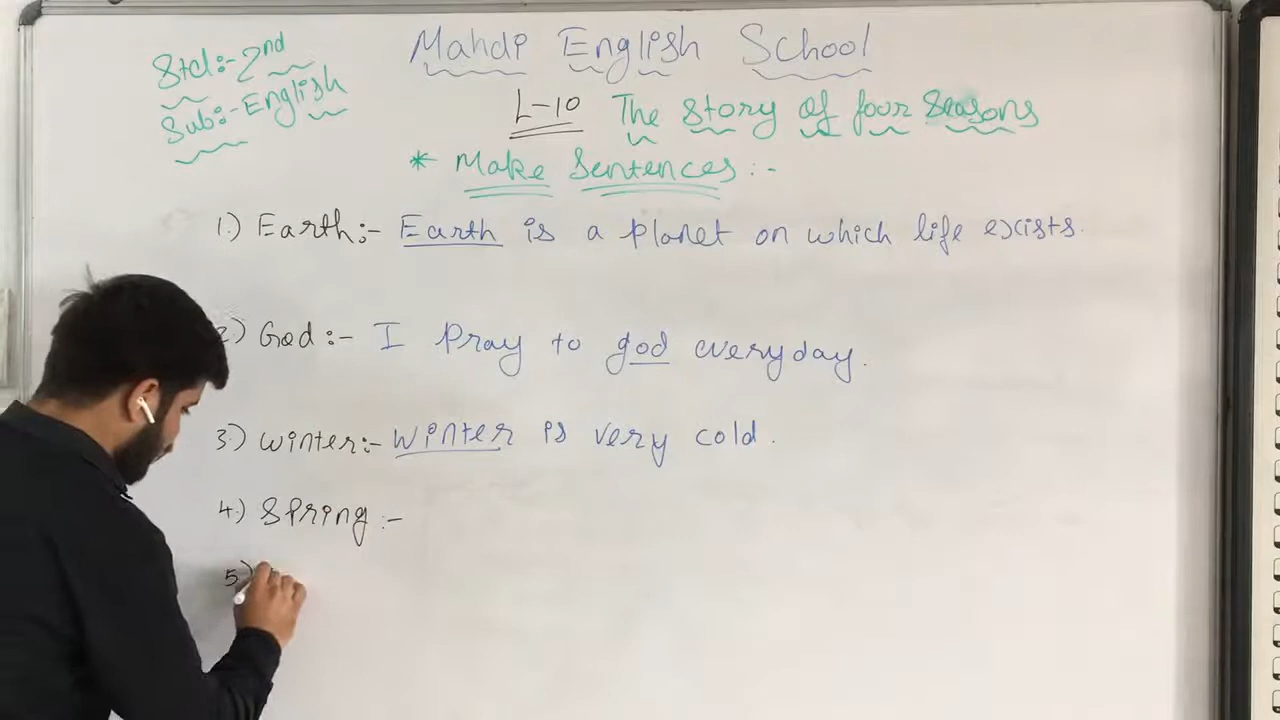 Std:-2nd
Sub:-English
Mahdi English School
L-10 The Story of four Seasons
* Make Sentences:-
1.) Earth:- Earth is a planet on which life exists.
2.) God:- I Pray to god everyday.
3.) Winter:- Winter is very cold.
4.) Spring:-
5.)